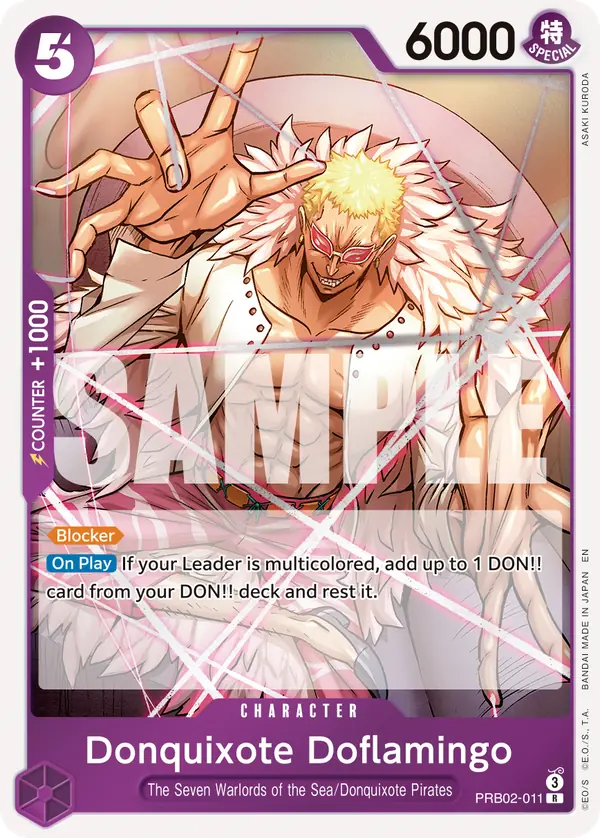 5
6000
特
SPECIAL
ASAKI KURODA
COUNTER +1000
SAMPLE
Blocker
On Play If your Leader is multicolored, add up to 1 DON!!
card from your DON!! deck and rest it.
CHARACTER
Donquixote Doflamingo
The Seven Warlords of the Sea/Donquixote Pirates
3
PRB02-011 R
©EO/S ©E.O./S., T.A. BANDAI MADE IN JAPAN EN